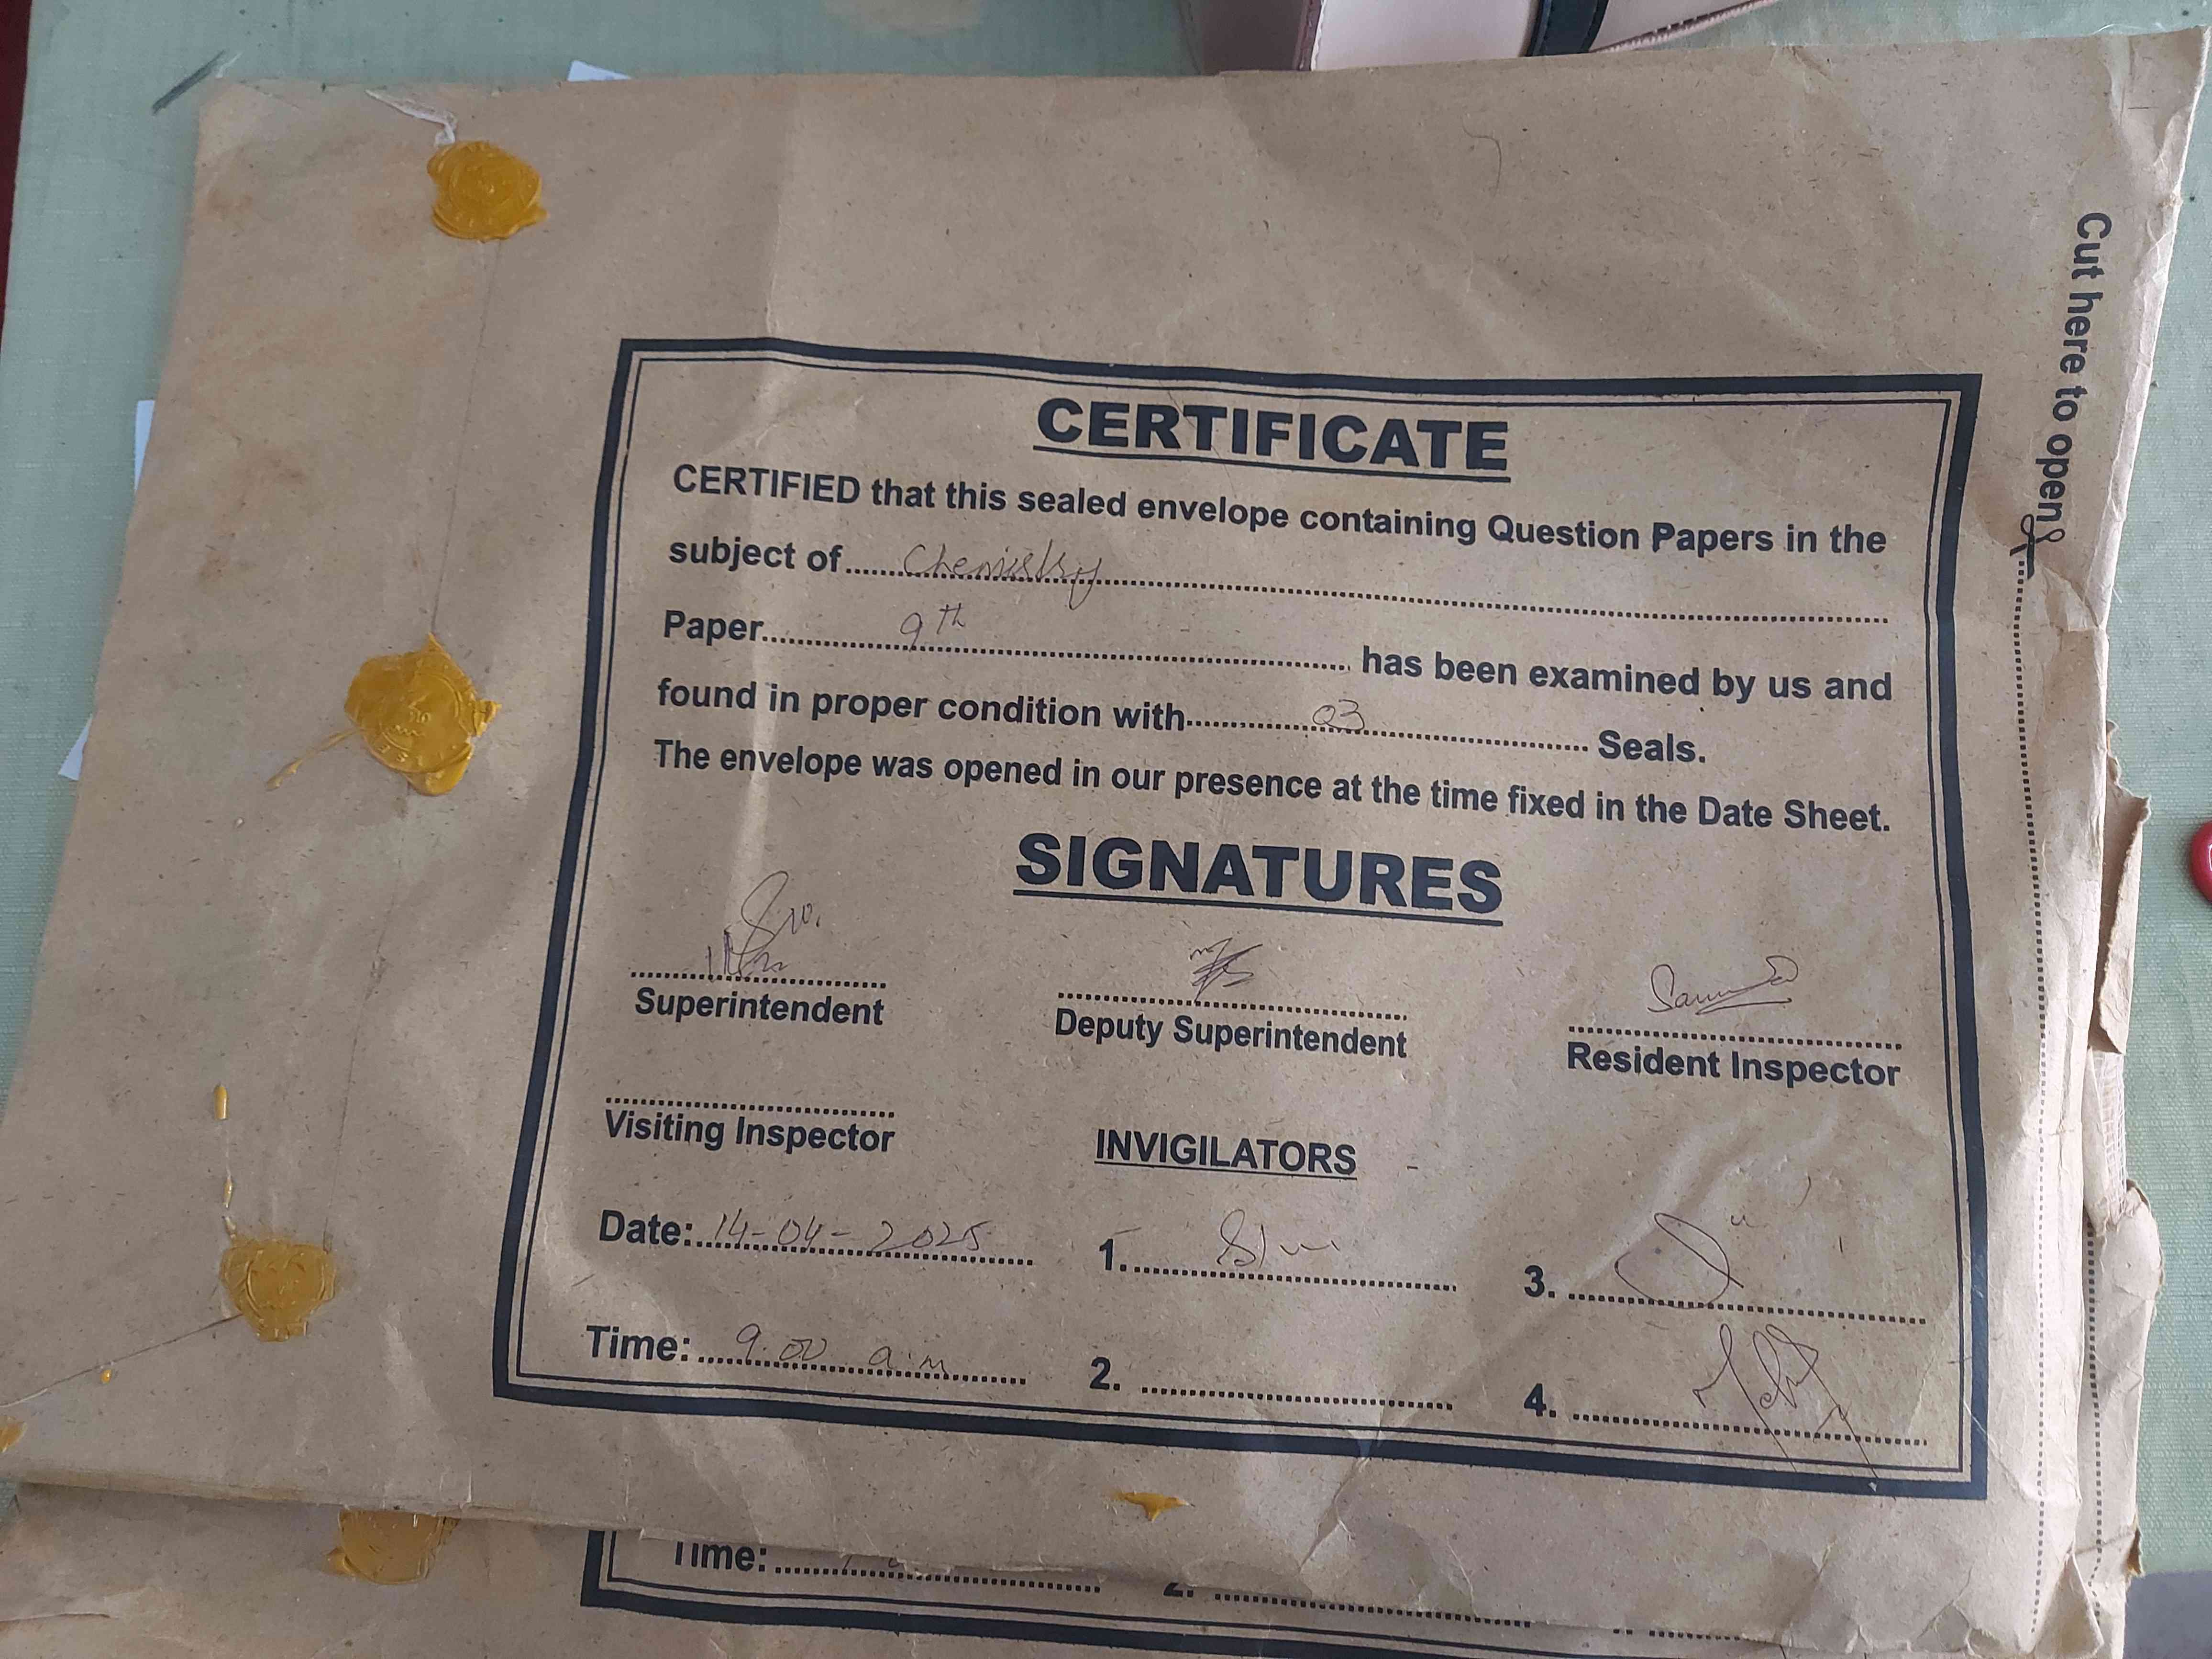 Cut here to open
CERTIFICATE
CERTIFIED that this sealed envelope containing Question Papers in the
subject of Chemistry
Paper 9th has been examined by us and
found in proper condition with 03 Seals.
The envelope was opened in our presence at the time fixed in the Date Sheet.
SIGNATURES
Superintendent
Deputy Superintendent
Resident Inspector
Visiting Inspector
INVIGILATORS
Date: 14-04-2025
1.
3.
Time: 9:00 a.m
2.
4.
Time:
2.